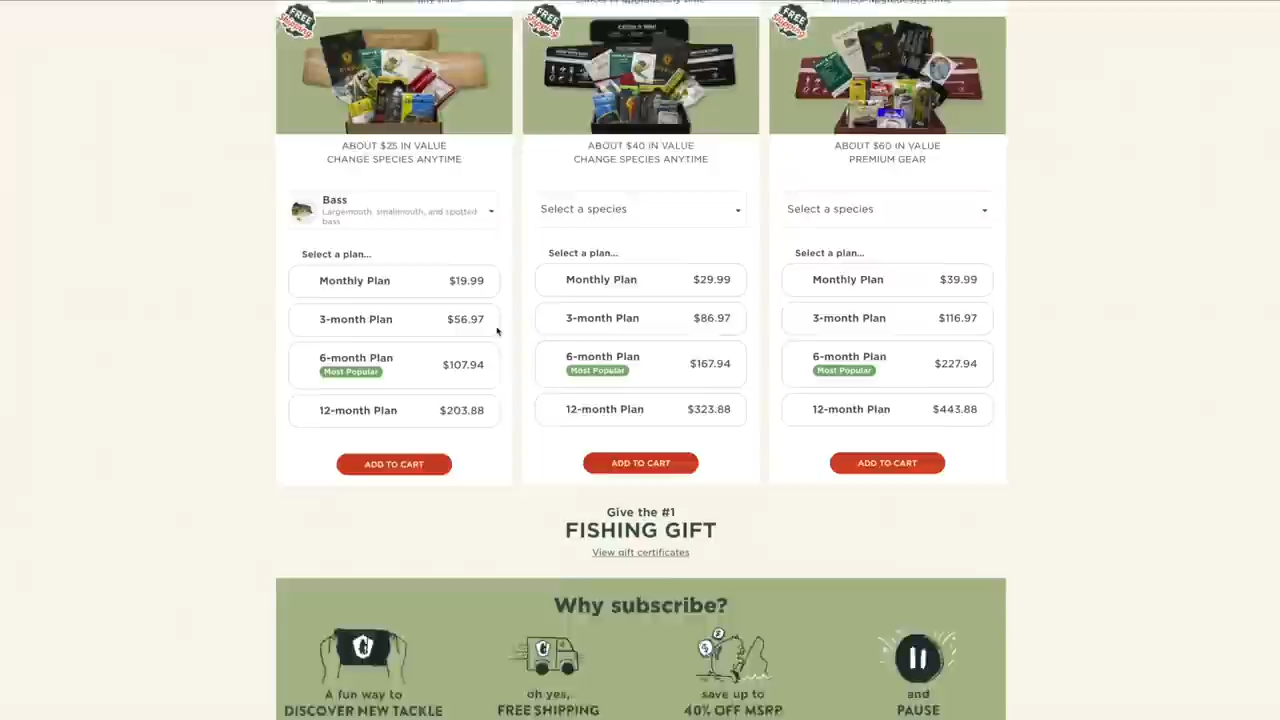 FREE
Shipping
FREE
Shipping
FREE
Shipping
ABOUT $25 IN VALUE
CHANGE SPECIES ANYTIME
ABOUT $40 IN VALUE
CHANGE SPECIES ANYTIME
ABOUT $60 IN VALUE
PREMIUM GEAR
Bass
Largemouth, smallmouth, and spotted
bass
Select a species
Select a species
Select a plan...
Monthly Plan $19.99
3-month Plan $56.97
6-month Plan $107.94
Most Popular
12-month Plan $203.88
ADD TO CART
Select a plan...
Monthly Plan $29.99
3-month Plan $86.97
6-month Plan $167.94
Most Popular
12-month Plan $323.88
ADD TO CART
Select a plan...
Monthly Plan $39.99
3-month Plan $116.97
6-month Plan $227.94
Most Popular
12-month Plan $443.88
ADD TO CART
Give the #1
FISHING GIFT
View gift certificates
Why subscribe?
A fun way to
DISCOVER NEW TACKLE
oh yes,
FREE SHIPPING
save up to
40% OFF MSRP
and
PAUSE